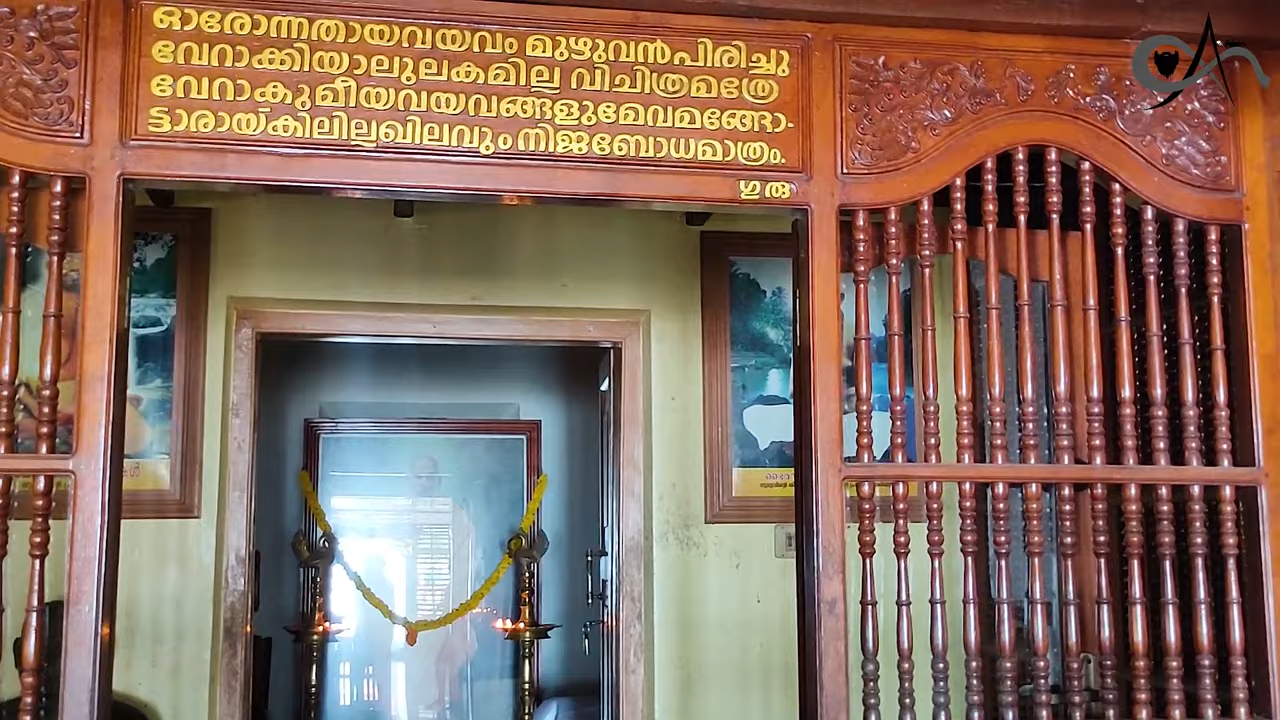 ഓരോന്നതായവയവം മുഴുവൻപിരിച്ചു
വേറാക്കിയാലുലകമില്ല വിചിത്രമത്രേ
വേറാകുമീയവയവങ്ങളുമേവമങ്ങോ-
ട്ടാരായ്കിലില്ലഖിലവും നിജബോധമാത്രം.
ഗുരു